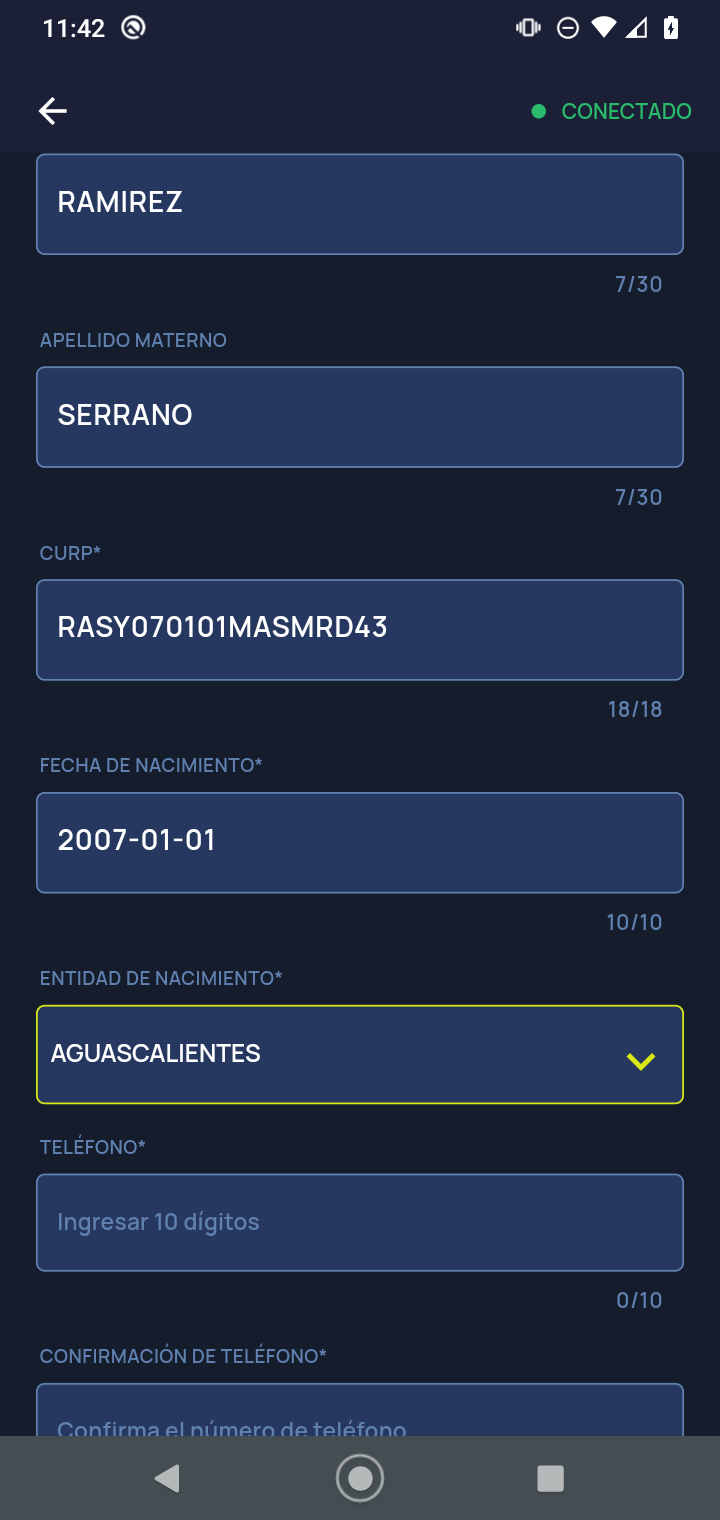 11:42
CONECTADO
RAMIREZ
7/30
APELLIDO MATERNO
SERRANO
7/30
CURP*
RASY070101MASMRD43
18/18
FECHA DE NACIMIENTO*
2007-01-01
10/10
ENTIDAD DE NACIMIENTO*
AGUASCALIENTES
TELÉFONO*
Ingresar 10 dígitos
0/10
CONFIRMACIÓN DE TELÉFONO*
Confirma el número de teléfono